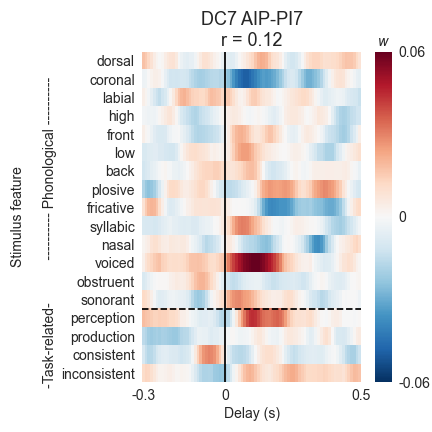 DC7 AIP-PI7
r = 0.12
w
0.06
0
-0.06
Stimulus feature
---------- Phonological ----------
-Task-related-
dorsal
coronal
labial
high
front
low
back
plosive
fricative
syllabic
nasal
voiced
obstruent
sonorant
perception
production
consistent
inconsistent
-0.3
0
0.5
Delay (s)